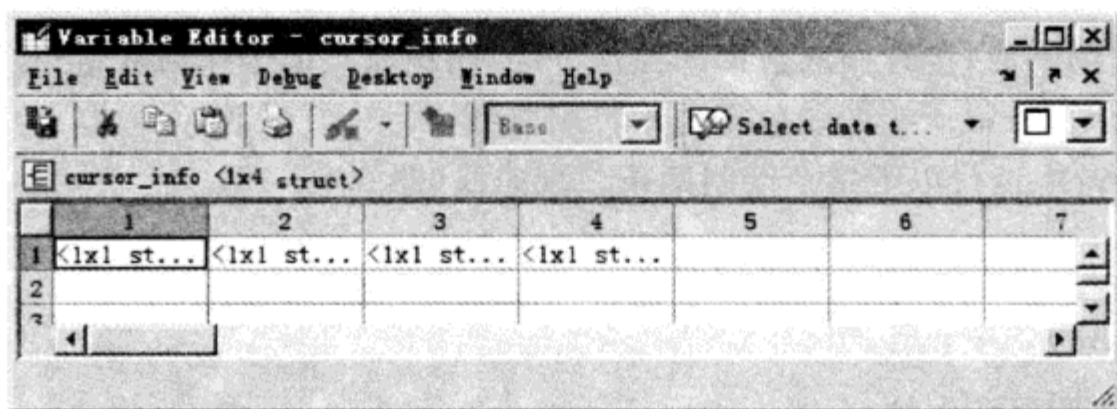 Variable Editor - cursor_info
File Edit View Debug Desktop Window Help
Base Select data t...
cursor_info <1x4 struct>
1 2 3 4 5 6 7
1 <1x1 st... <1x1 st... <1x1 st... <1x1 st...
2
3